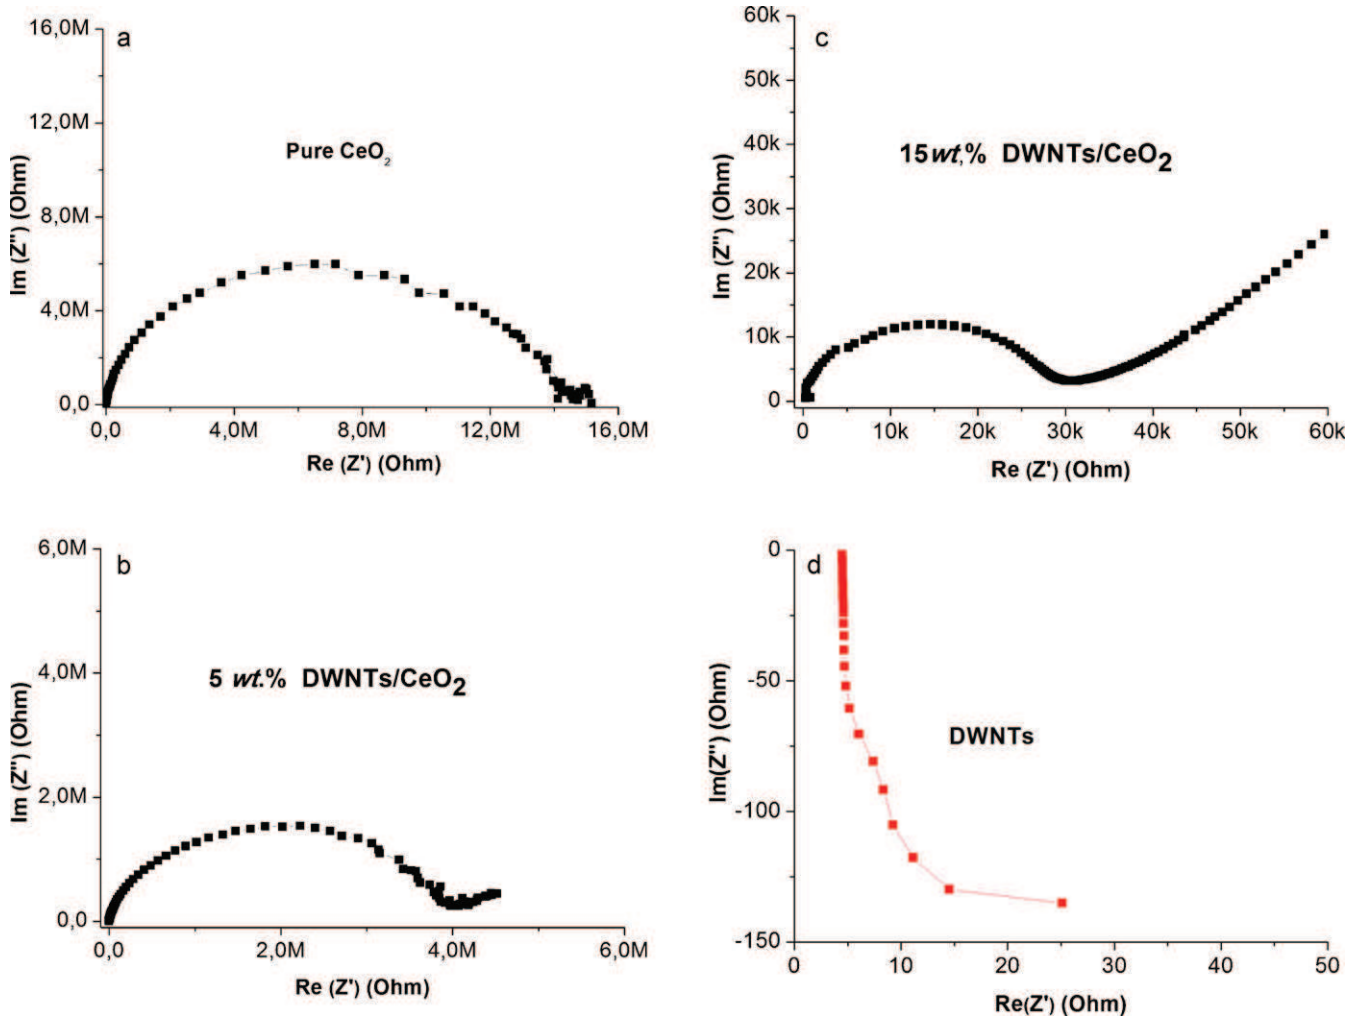 a
16,0M
12,0M
8,0M
4,0M
0,0
Im (Z'') (Ohm)
Pure CeO2
0,0 4,0M 8,0M 12,0M 16,0M
Re (Z') (Ohm)
c
60k
50k
40k
30k
20k
10k
0
Im (Z'') (Ohm)
15wt,% DWNTs/CeO2
0 10k 20k 30k 40k 50k 60k
Re (Z') (Ohm)
b
6,0M
4,0M
2,0M
0,0
Im (Z'') (Ohm)
5 wt.% DWNTs/CeO2
0,0 2,0M 4,0M 6,0M
Re (Z') (Ohm)
d
0
-50
-100
-150
Im(Z'') (Ohm)
DWNTs
0 10 20 30 40 50
Re(Z') (Ohm)